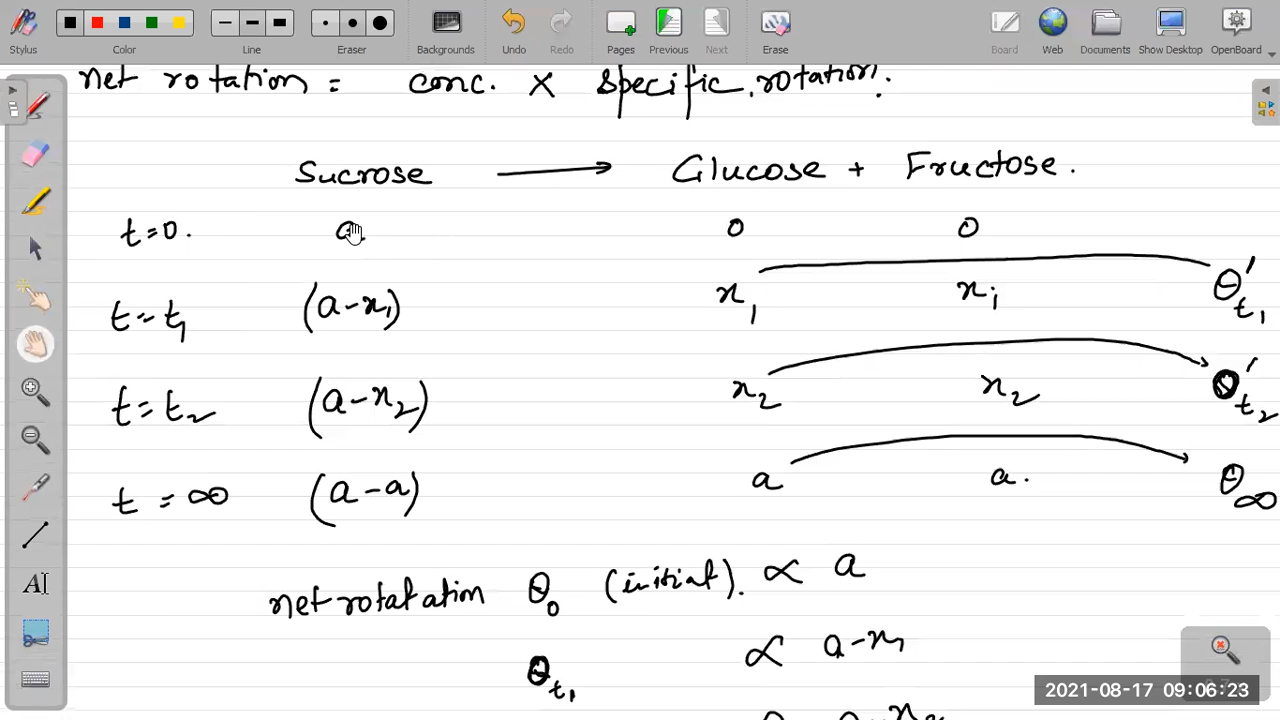 Stylus Color Line Eraser Backgrounds Undo Redo Pages Previous Next Erase Board Web Documents Show Desktop OpenBoard
net rotation = conc. X specific rotation.
Sucrose ⟶ Glucose + Fructose.
t=0. a 0 0
t=t₁ (a-x₁) x₁ x₁ θ't₁
t=t₂ (a-x₂) x₂ x₂ θ't₂
t=∞ (a-a) a a. θ∞
net rotatation θ₀ (initial). ∝ a
θt₁ ∝ a-x₁
a-x₂
2021-08-17 09:06:23